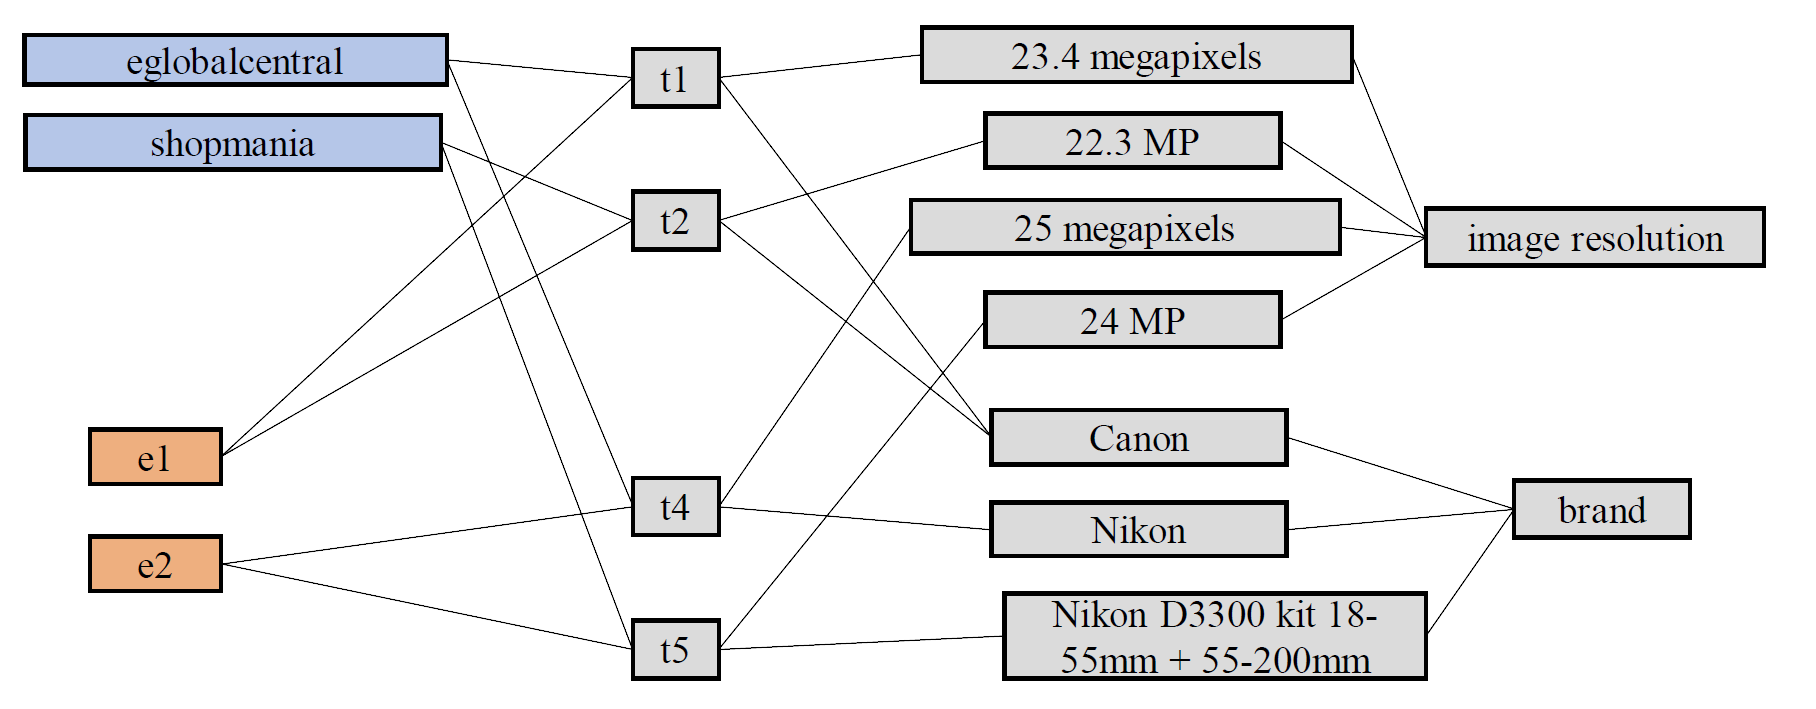 eglobalcentral
shopmania
e1
e2
t1
t2
t4
t5
23.4 megapixels
22.3 MP
25 megapixels
24 MP
Canon
Nikon
Nikon D3300 kit 18-
55mm + 55-200mm
image resolution
brand